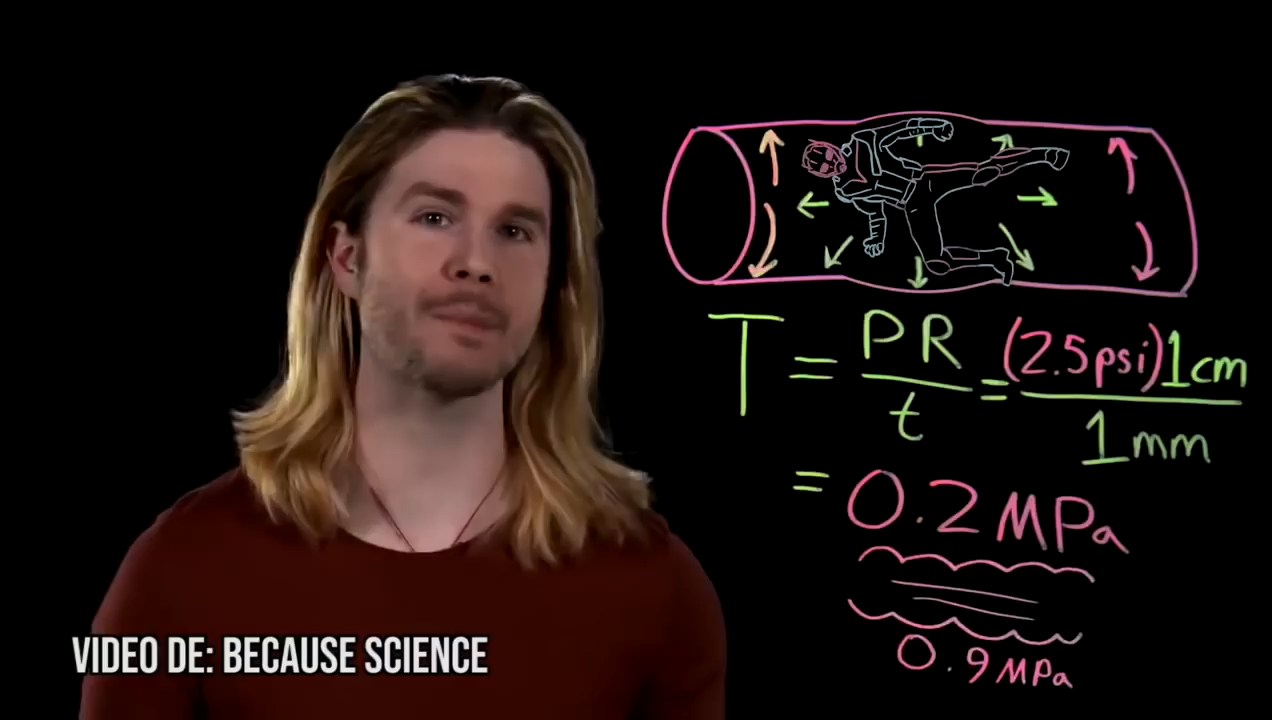 T = PR / t = (2.5psi)1cm / 1mm
= 0.2 MPa
0.9 MPa
VIDEO DE: BECAUSE SCIENCE